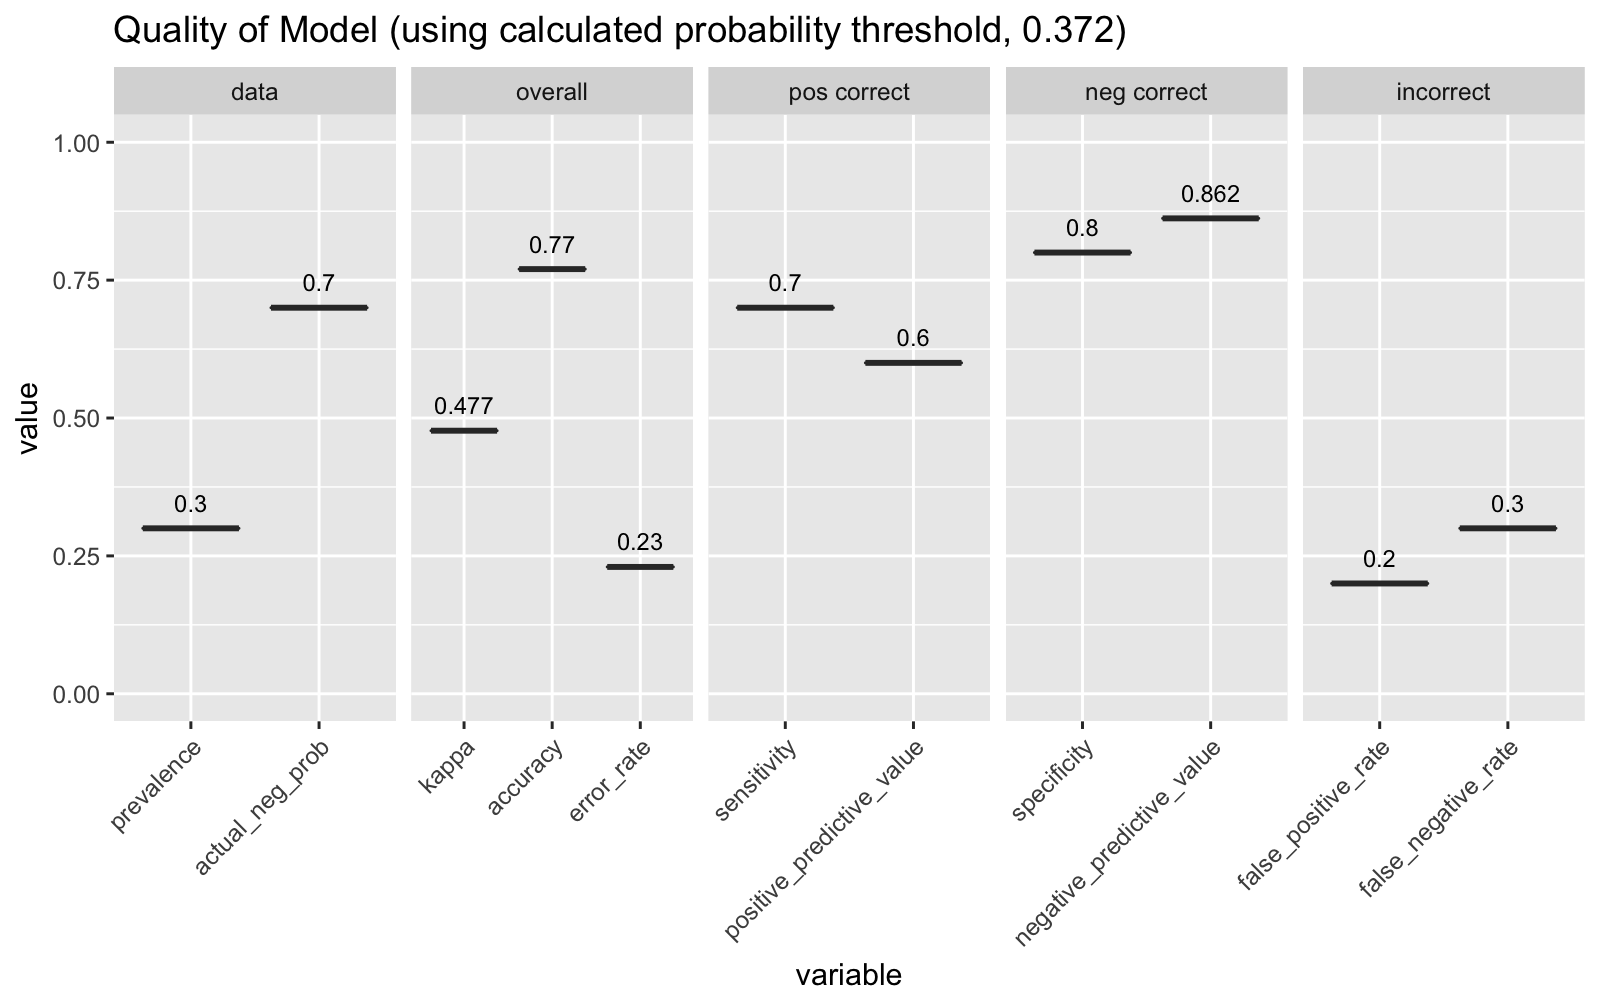 Quality of Model (using calculated probability threshold, 0.372)
data
overall
pos correct
neg correct
incorrect
value
1.00
0.75
0.50
0.25
0.00
0.3
0.7
0.477
0.77
0.23
0.7
0.6
0.8
0.862
0.2
0.3
prevalence
actual_neg_prob
kappa
accuracy
error_rate
sensitivity
positive_predictive_value
specificity
negative_predictive_value
false_positive_rate
false_negative_rate
variable